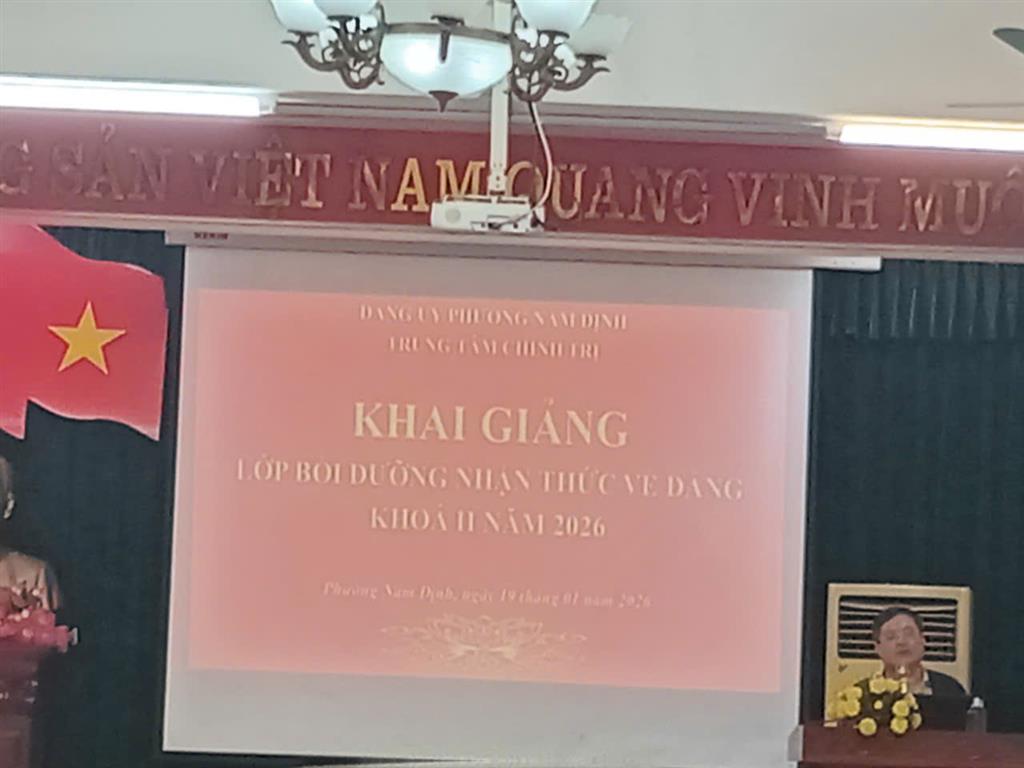 G SẢN VIỆT NAM QUANG VINH MUÔ
ĐẢNG ỦY PHƯỜNG NAM ĐỊNH
TRUNG TÂM CHÍNH TRỊ
KHAI GIẢNG
LỚP BỒI DƯỠNG NHẬN THỨC VỀ ĐẢNG
KHOÁ II NĂM 2026
Phường Nam Định, ngày 19 tháng 01 năm 2026